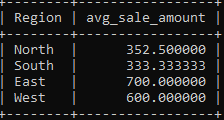 | Region | avg_sale_amount |
| North | 352.500000 |
| South | 333.333333 |
| East | 700.000000 |
| West | 600.000000 |